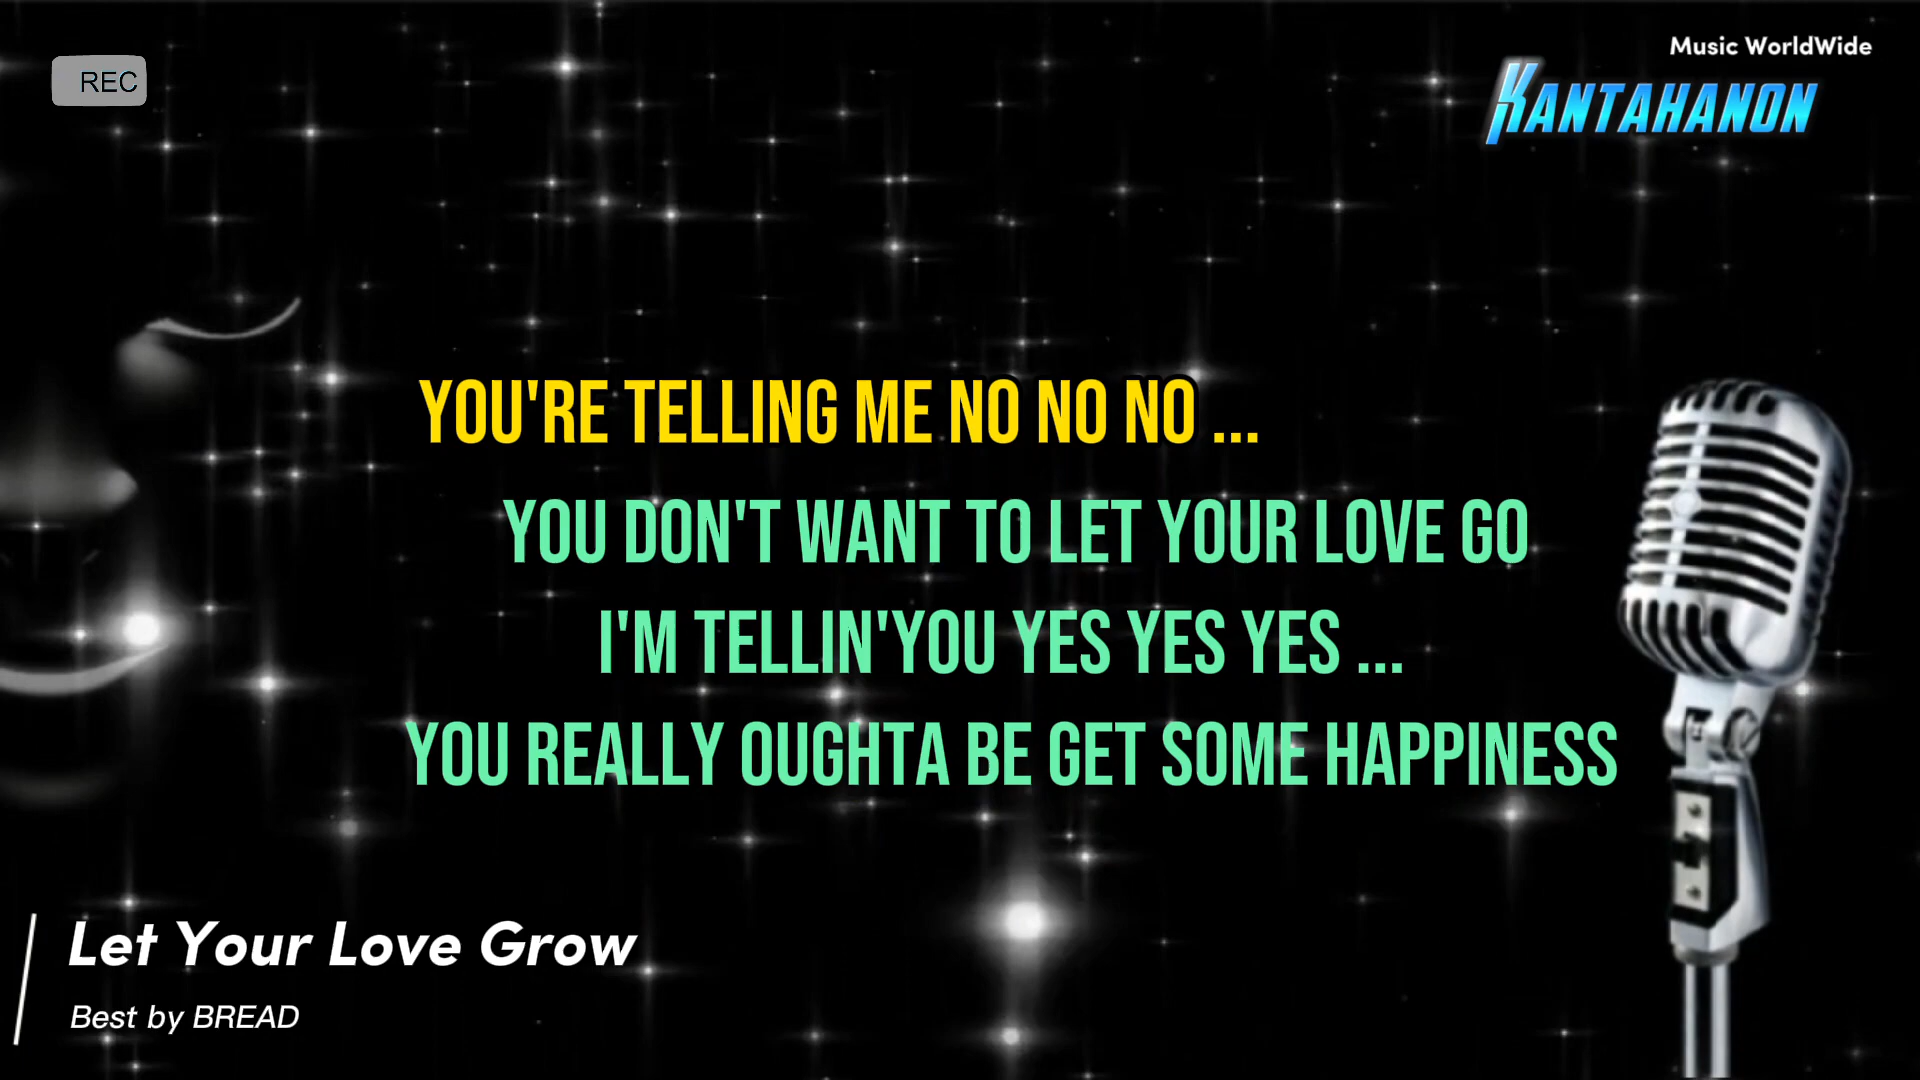 REC
Music WorldWide
KANTAHANON
YOU'RE TELLING ME NO NO NO ...
YOU DON'T WANT TO LET YOUR LOVE GO
I'M TELLIN'YOU YES YES YES ...
YOU REALLY OUGHTA BE GET SOME HAPPINESS
Let Your Love Grow
Best by BREAD